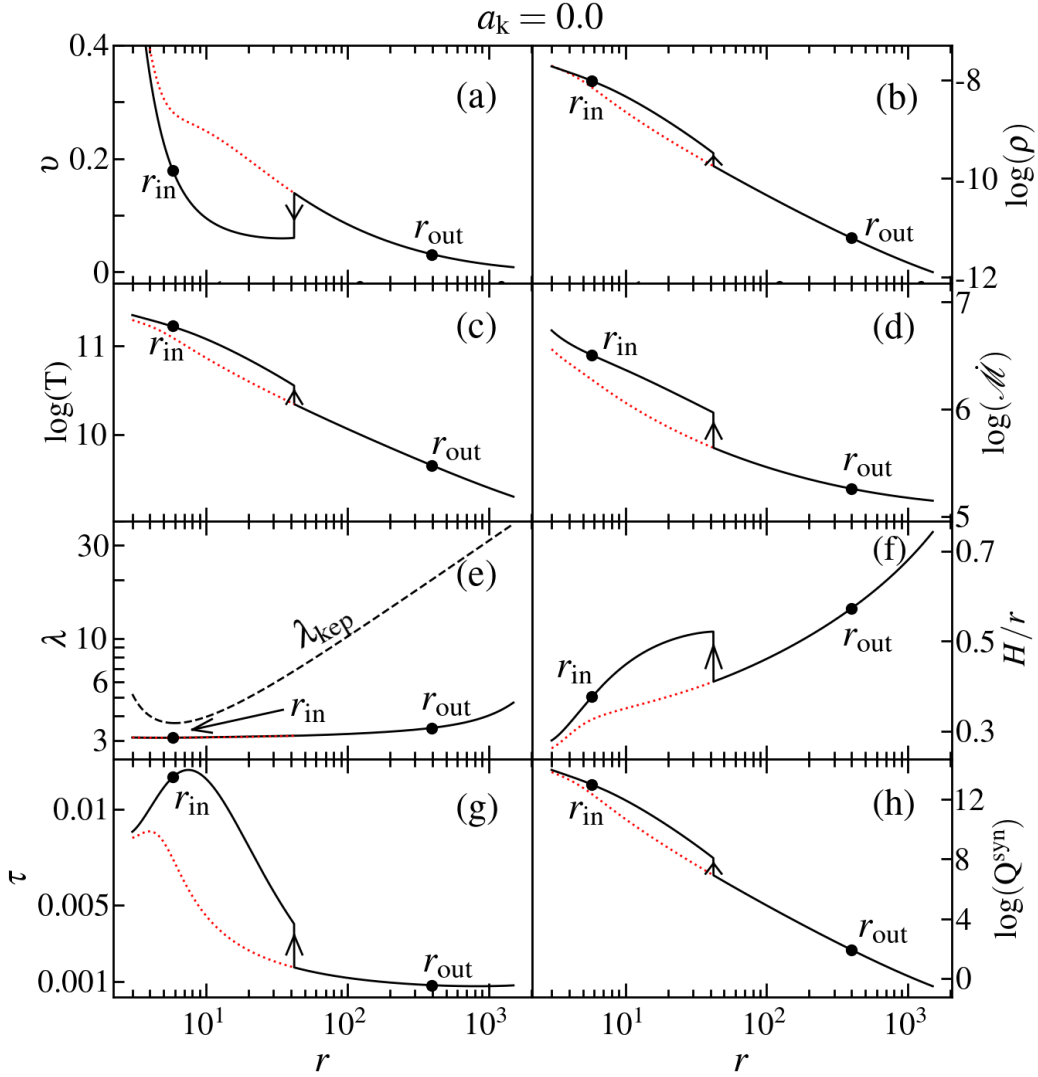 a_k = 0.0
0.4
0.2
0
υ
(a)
r_in
r_out
(b)
r_in
r_out
-8
-10
-12
log(ρ)
11
10
log(T)
(c)
r_in
r_out
(d)
r_in
r_out
7
6
5
log(ℳ̇)
30
10
6
3
λ
(e)
λ_kep
r_in
r_out
(f)
r_in
r_out
0.7
0.5
0.3
H/r
0.01
0.005
0.001
τ
(g)
r_in
r_out
(h)
r_in
r_out
12
8
4
0
log(Q^syn)
10^1 10^2 10^3
10^1 10^2 10^3
r
r